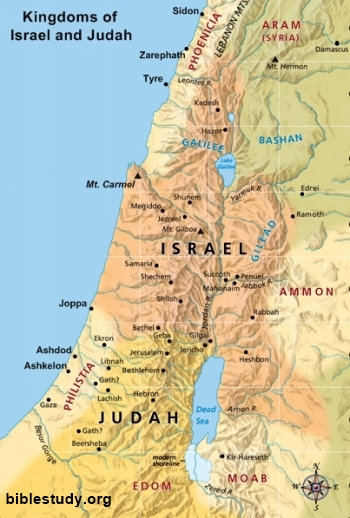 Kingdoms of
Israel and Judah
Sidon
PHOENICIA
LEBANON MTS.
ARAM
(SYRIA)
Damascus
Zarephath
Mt. Hermon
Tyre
Leontes R.
Kedesh
Hazor
GALILEE
BASHAN
Lake
Galilee
Mt. Carmel
Shunem
Yarmuk R.
Edrei
Megiddo
Jezreel
Ramoth
Mt. Gilboa
ISRAEL
GILEAD
Samaria
Shechem
Succoth
Penuel
Mahanaim
Jabbok R.
AMMON
Shiloh
Jordan R.
Joppa
Rabbah
Bethel
Geba
Gilgal
Ekron
Jerusalem
Jericho
Ashdod
Heshbon
Libnah
Ashkelon
Bethlehem
Gath?
PHILISTIA
Lachish
Hebron
Gaza
JUDAH
Dead
Sea
Arnon R.
Gath?
Besor Gorge
Beersheba
modern
shoreline
Kir-Hareseth
MOAB
EDOM
Zered R.
N
W
E
S
biblestudy.org